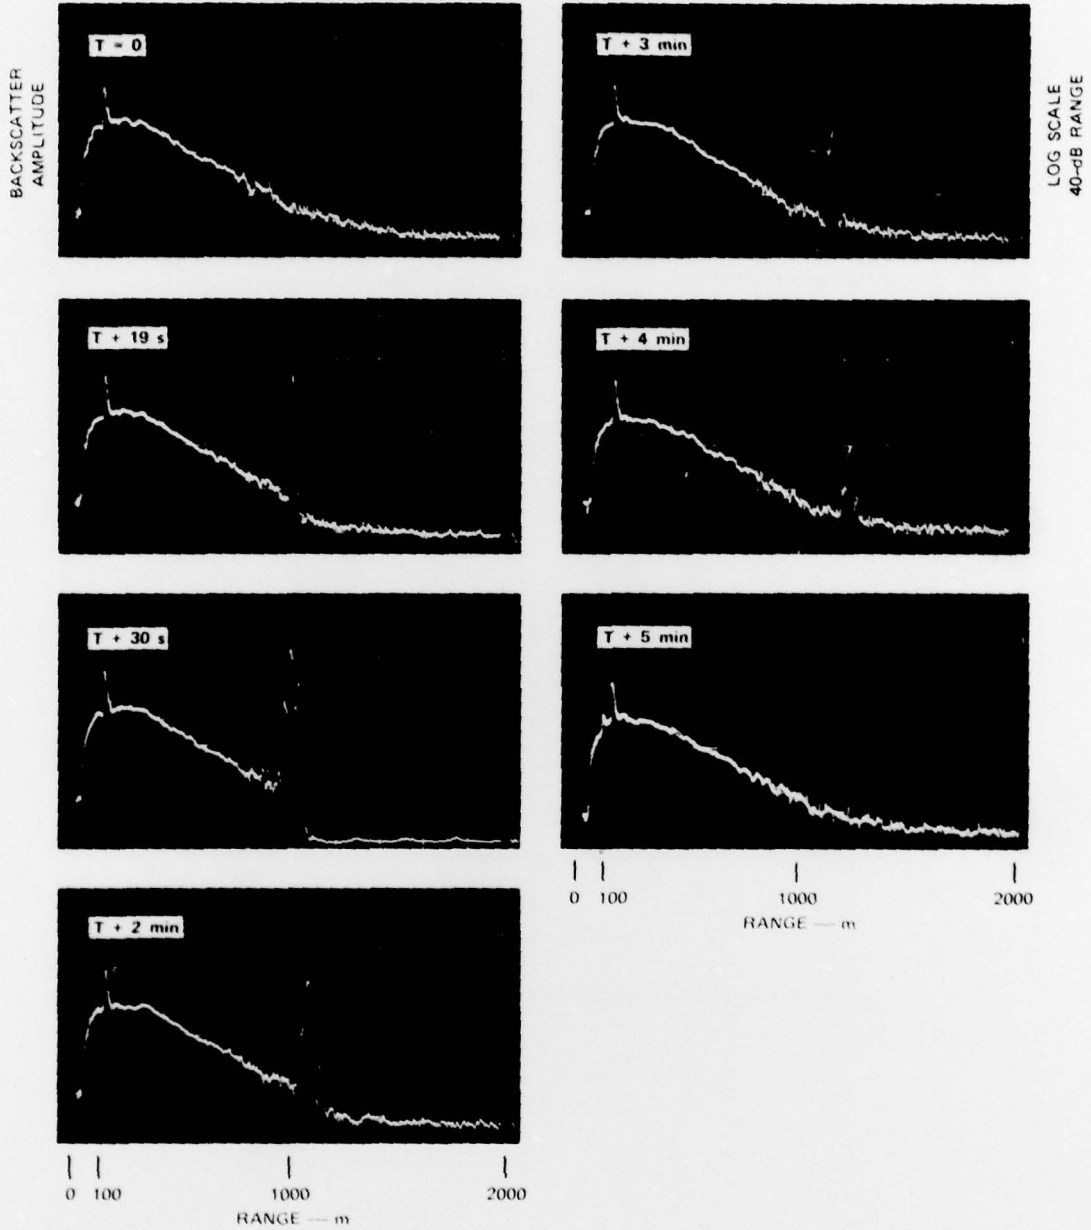 BACKSCATTER
AMPLITUDE
T = 0
T + 19 s
T + 30 s
T + 2 min
0 100 1000 2000
RANGE — m
T + 3 min
T + 4 min
T + 5 min
0 100 1000 2000
RANGE — m
LOG SCALE
40-dB RANGE